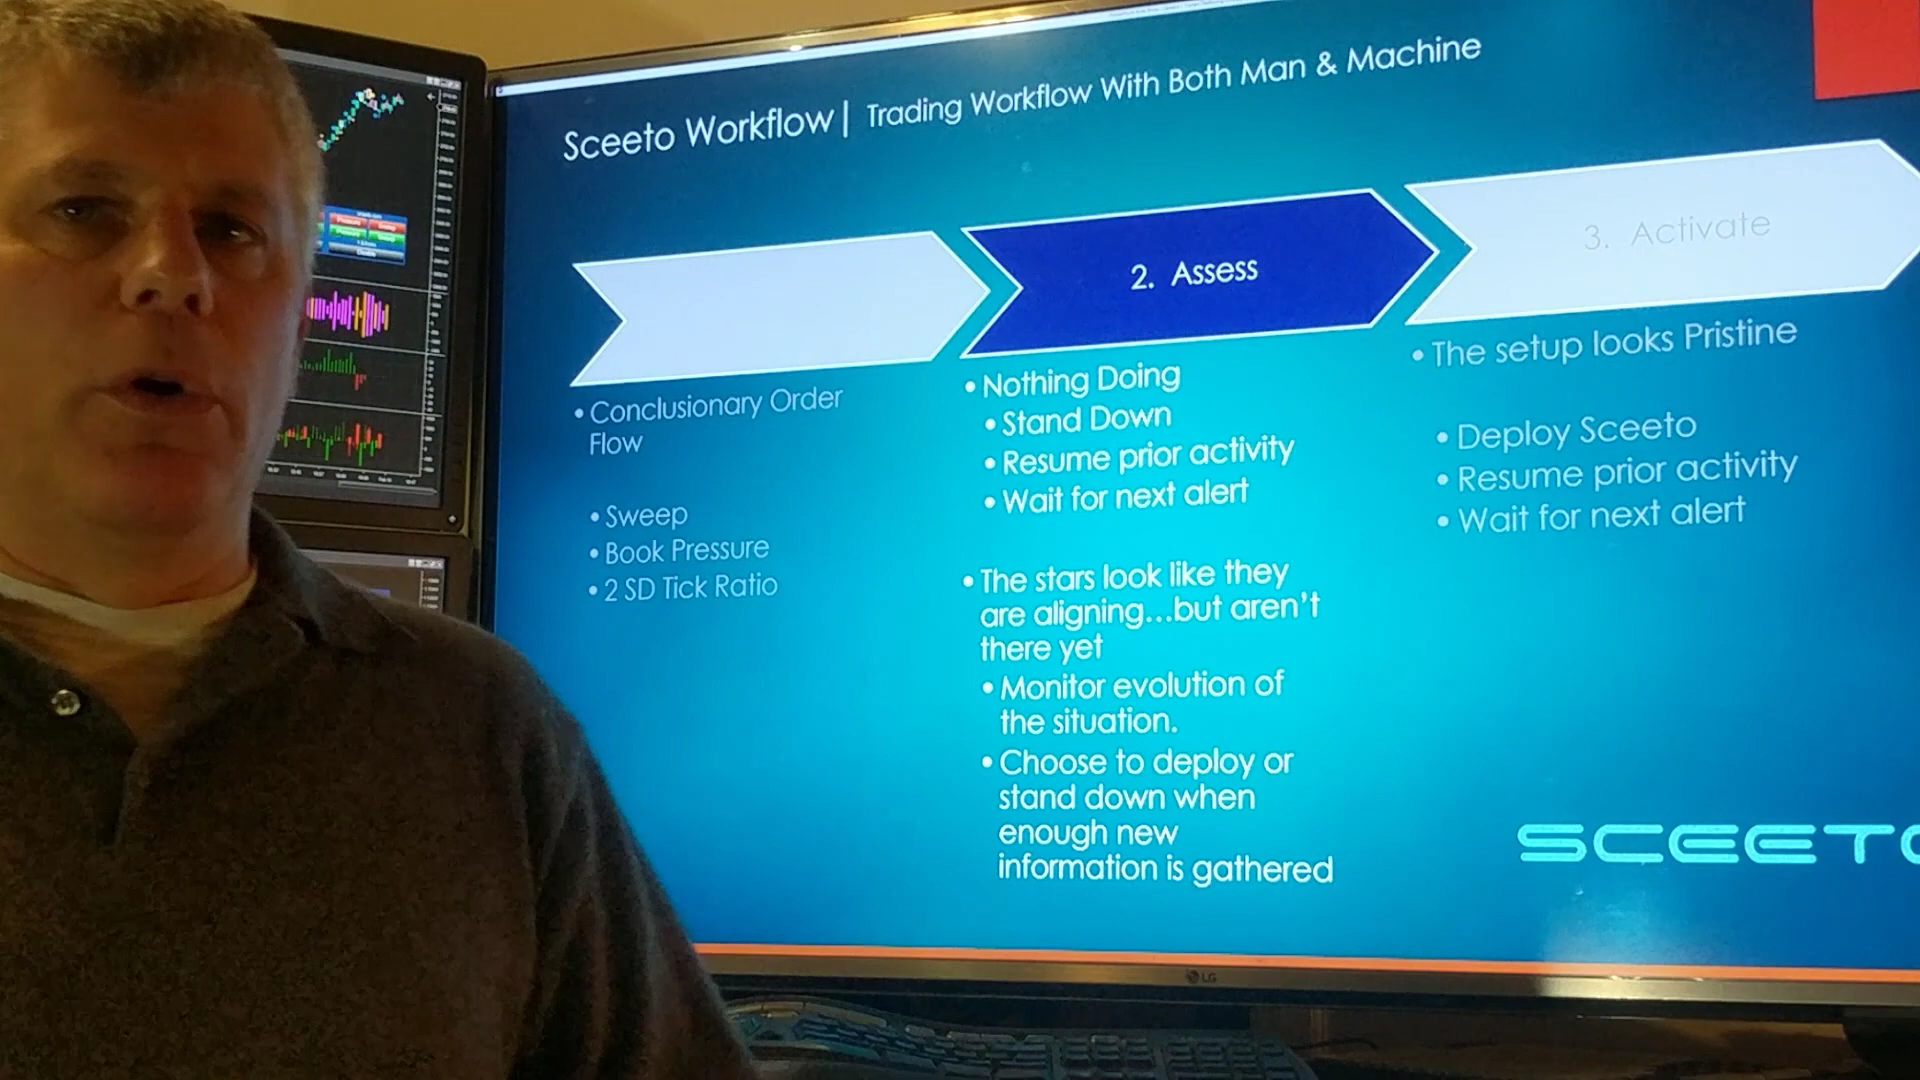 Sceeto Workflow| Trading Workflow With Both Man & Machine
2. Assess
3. Activate
• Conclusionary Order
Flow
• Sweep
• Book Pressure
• 2 SD Tick Ratio
• Nothing Doing
• Stand Down
• Resume prior activity
• Wait for next alert
• The stars look like they
are aligning...but aren't
there yet
• Monitor evolution of
the situation.
• Choose to deploy or
stand down when
enough new
information is gathered
• The setup looks Pristine
• Deploy Sceeto
• Resume prior activity
• Wait for next alert
SCEETO
LG